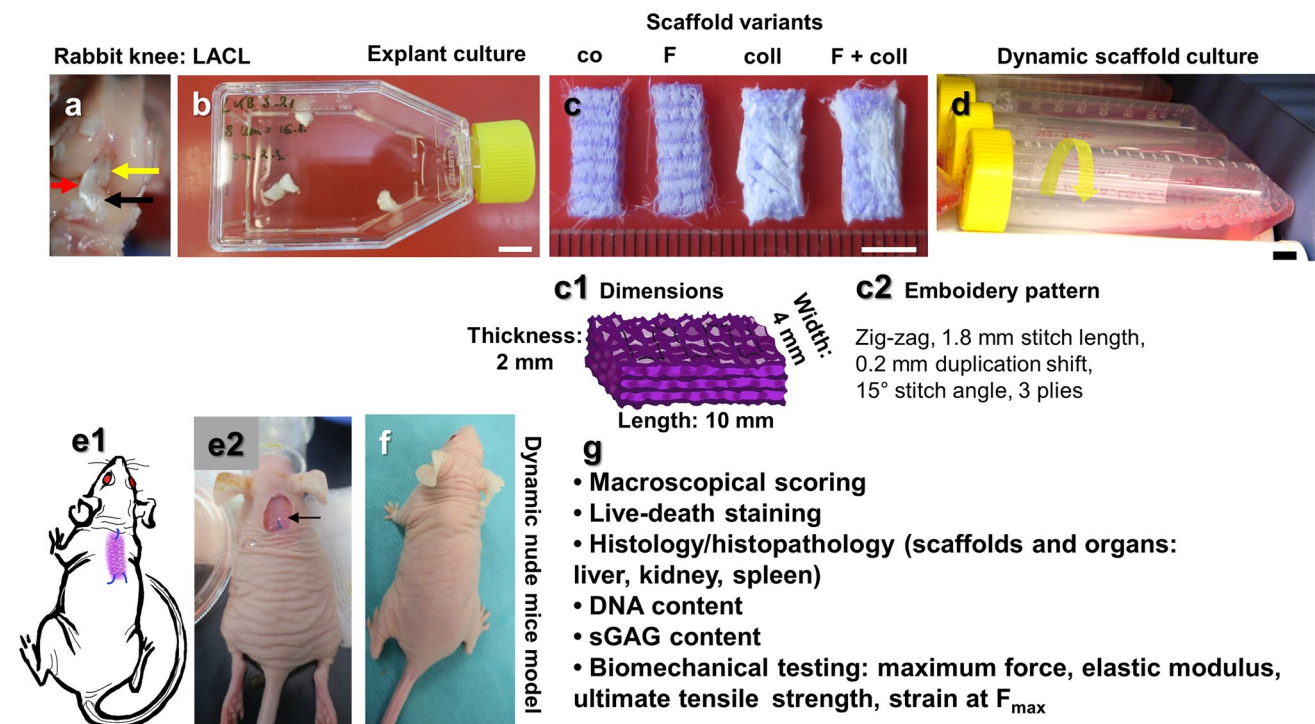 Scaffold variants
Rabbit knee: LACL
Explant culture
co
F
coll
F + coll
Dynamic scaffold culture
a
b
c
d
c1 Dimensions
Thickness:
2 mm
Width:
4 mm
Length: 10 mm
c2 Emboidery pattern
Zig-zag, 1.8 mm stitch length,
0.2 mm duplication shift,
15° stitch angle, 3 plies
e1
e2
f
Dynamic nude mice model
g
• Macroscopical scoring
• Live-death staining
• Histology/histopathology (scaffolds and organs:
liver, kidney, spleen)
• DNA content
• sGAG content
• Biomechanical testing: maximum force, elastic modulus,
ultimate tensile strength, strain at Fmax